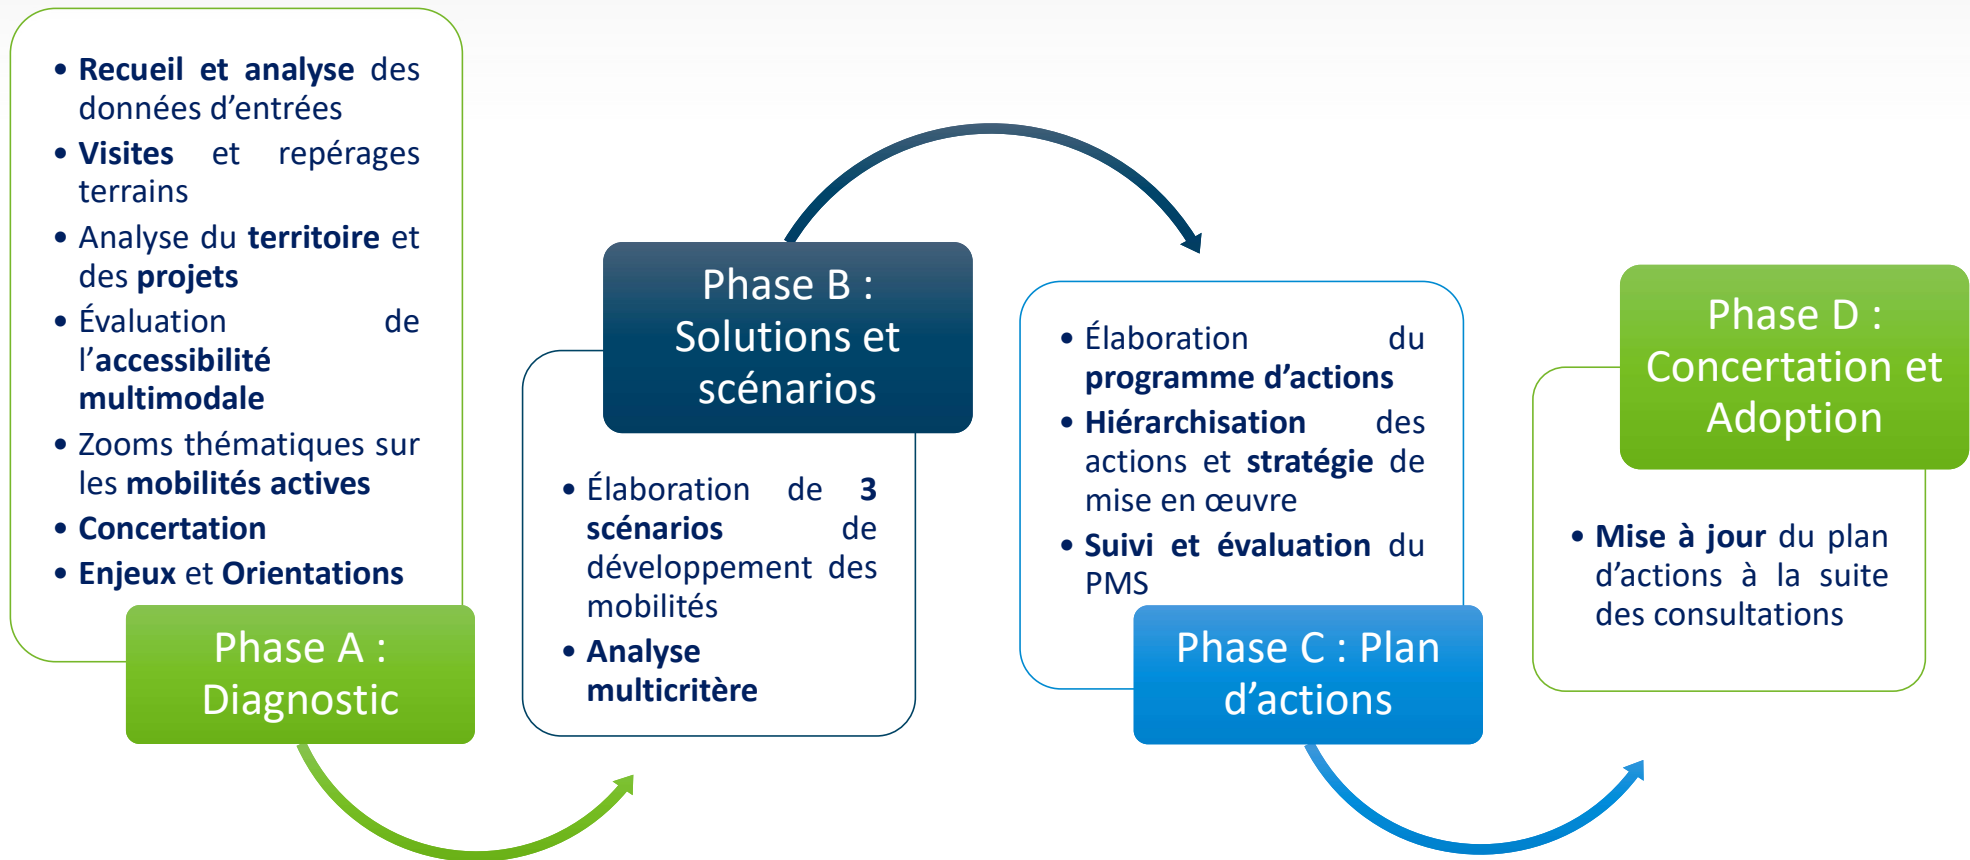 • Recueil et analyse des
données d’entrées
• Visites et repérages
terrains
• Analyse du territoire et
des projets
• Évaluation de
l’accessibilité
multimodale
• Zooms thématiques sur
les mobilités actives
• Concertation
• Enjeux et Orientations
Phase A :
Diagnostic
Phase B :
Solutions et
scénarios
• Élaboration de 3
scénarios de
développement des
mobilités
• Analyse
multicritère
• Élaboration du
programme d’actions
• Hiérarchisation des
actions et stratégie de
mise en œuvre
• Suivi et évaluation du
PMS
Phase C : Plan
d’actions
Phase D :
Concertation et
Adoption
• Mise à jour du plan
d’actions à la suite
des consultations